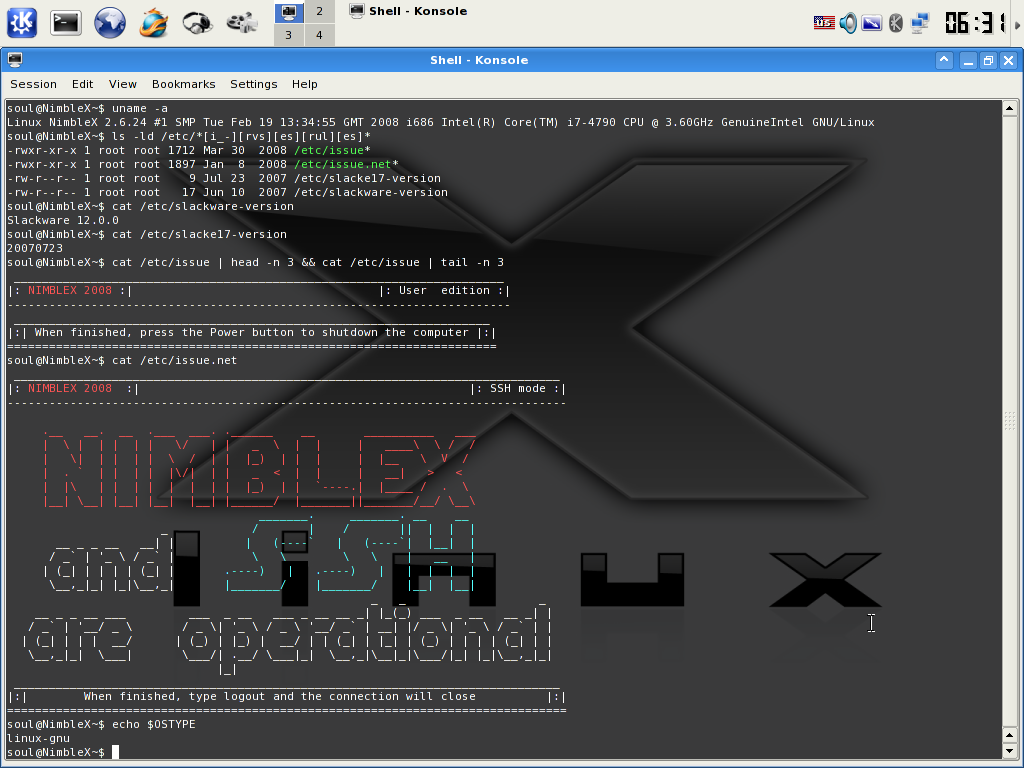 2
3 4
Shell - Konsole
US
06:31
Shell - Konsole
Session Edit View Bookmarks Settings Help
soul@NimbleX~$ uname -a
Linux NimbleX 2.6.24 #1 SMP Tue Feb 19 13:34:55 GMT 2008 i686 Intel(R) Core(TM) i7-4790 CPU @ 3.60GHz GenuineIntel GNU/Linux
soul@NimbleX~$ ls -ld /etc/*[i_-][rvs][es][rul][es]*
-rwxr-xr-x 1 root root 1712 Mar 30  2008 /etc/issue*
-rwxr-xr-x 1 root root 1897 Jan  8  2008 /etc/issue.net*
-rw-r--r-- 1 root root    9 Jul 23  2007 /etc/slacke17-version
-rw-r--r-- 1 root root   17 Jun 10  2007 /etc/slackware-version
soul@NimbleX~$ cat /etc/slackware-version
Slackware 12.0.0
soul@NimbleX~$ cat /etc/slacke17-version
20070723
soul@NimbleX~$ cat /etc/issue | head -n 3 && cat /etc/issue | tail -n 3
|: NIMBLEX 2008 :| |: User  edition :|
|:| When finished, press the Power button to shutdown the computer |:|
soul@NimbleX~$ cat /etc/issue.net
|: NIMBLEX 2008  :| |: SSH mode :|
NIMBLEX
and SSH
are operational
|:| When finished, type logout and the connection will close |:|
soul@NimbleX~$ echo $OSTYPE
linux-gnu
soul@NimbleX~$